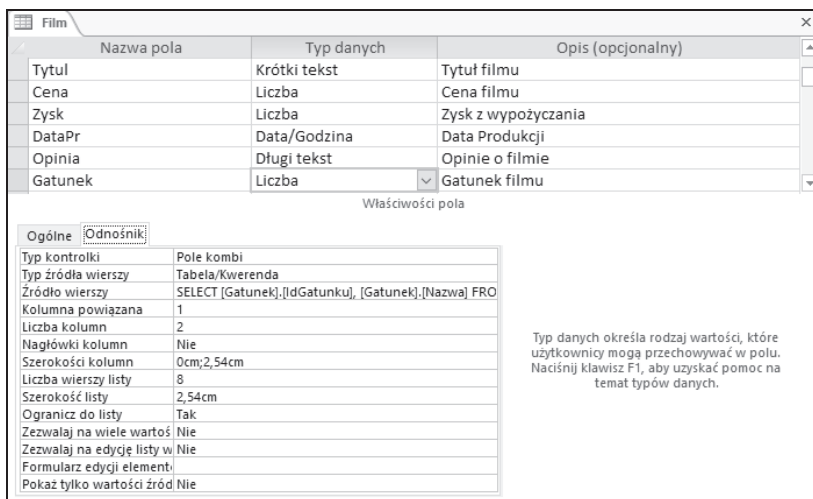 Film
Nazwa pola Typ danych Opis (opcjonalny)
Tytul Krótki tekst Tytuł filmu
Cena Liczba Cena filmu
Zysk Liczba Zysk z wypożyczania
DataPr Data/Godzina Data Produkcji
Opinia Długi tekst Opinie o filmie
Gatunek Liczba Gatunek filmu
Właściwości pola
Ogólne Odnośnik
Typ kontrolki Pole kombi
Typ źródła wierszy Tabela/Kwerenda
Źródło wierszy SELECT [Gatunek].[IdGatunku], [Gatunek].[Nazwa] FRO
Kolumna powiązana 1
Liczba kolumn 2
Nagłówki kolumn Nie
Szerokości kolumn 0cm;2,54cm
Liczba wierszy listy 8
Szerokość listy 2,54cm
Ogranicz do listy Tak
Zezwalaj na wiele wartoś Nie
Zezwalaj na edycję listy w Nie
Formularz edycji element
Pokaż tylko wartości źród Nie
Typ danych określa rodzaj wartości, które
użytkownicy mogą przechowywać w polu.
Naciśnij klawisz F1, aby uzyskać pomoc na
temat typów danych.